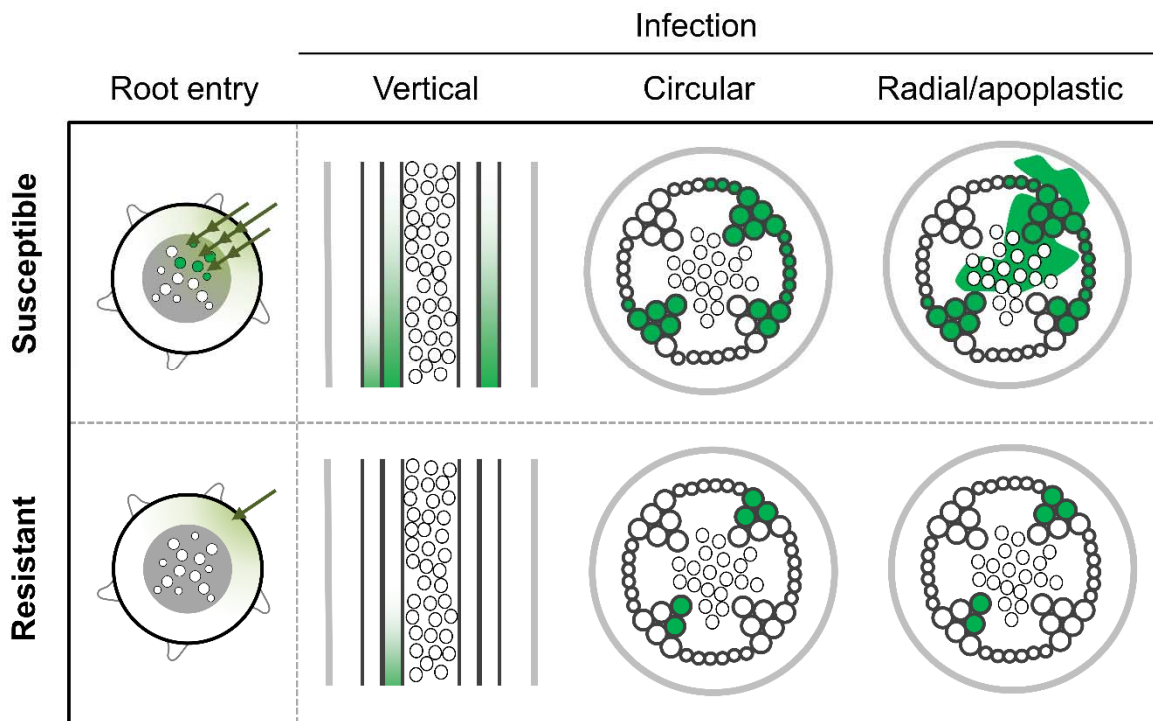 Infection
Root entry
Vertical
Circular
Radial/apoplastic
Susceptible
Resistant